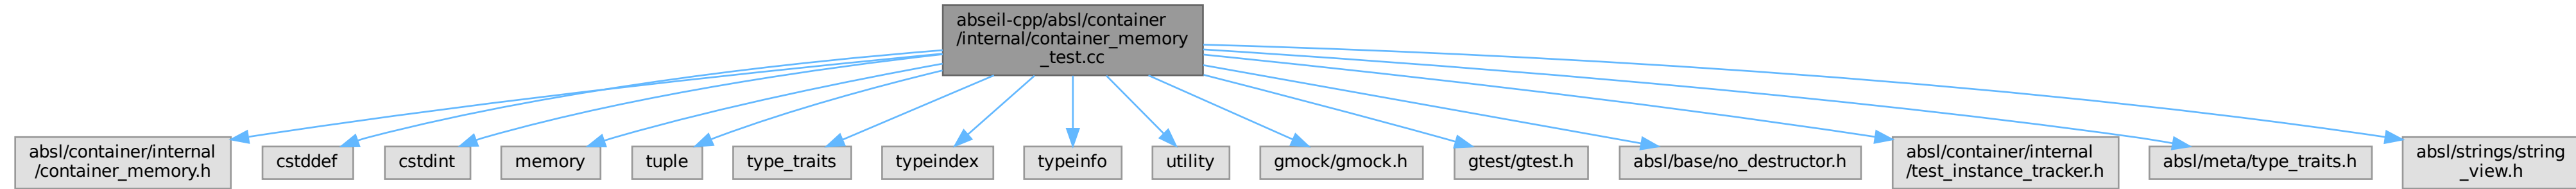 abseil-cpp/absl/container
/internal/container_memory
_test.cc
absl/container/internal
/container_memory.h
cstddef
cstdint
memory
tuple
type_traits
typeindex
typeinfo
utility
gmock/gmock.h
gtest/gtest.h
absl/base/no_destructor.h
absl/container/internal
/test_instance_tracker.h
absl/meta/type_traits.h
absl/strings/string
_view.h